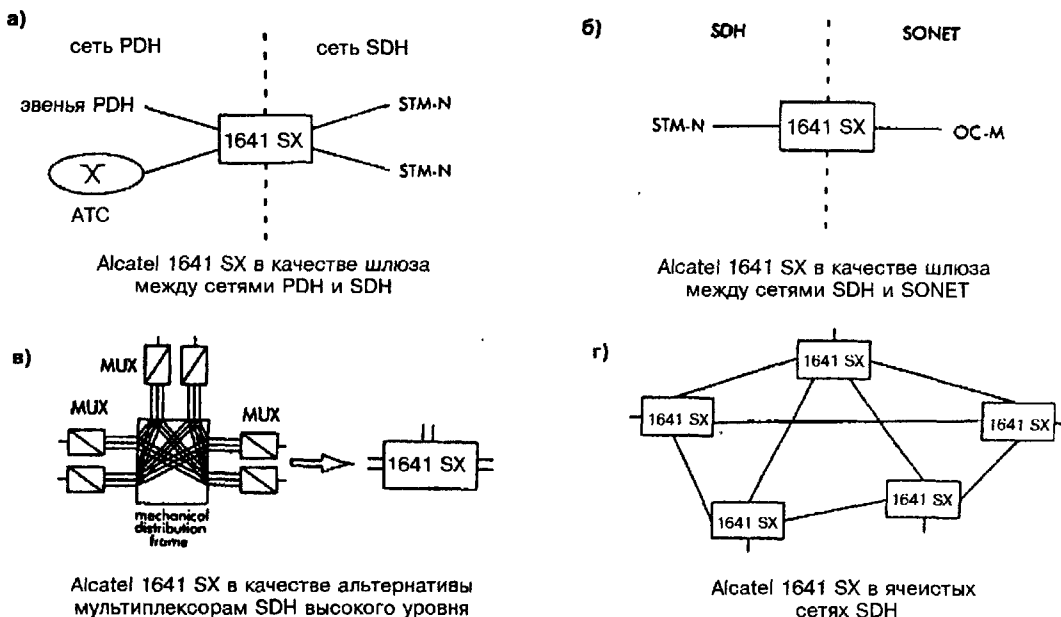 а)
сеть PDH
сеть SDH
звенья PDH
STM-N
1641 SX
STM-N
АТС
Alcatel 1641 SX в качестве шлюза
между сетями PDH и SDH
б)
SDH
SONET
STM-N
1641 SX
OC-M
Alcatel 1641 SX в качестве шлюза
между сетями SDH и SONET
в)
MUX
MUX
MUX
1641 SX
mechanical
distribution
frame
Alcatel 1641 SX в качестве альтернативы
мультиплексорам SDH высокого уровня
г)
1641 SX
1641 SX
1641 SX
1641 SX
1641 SX
Alcatel 1641 SX в ячеистых
сетях SDH